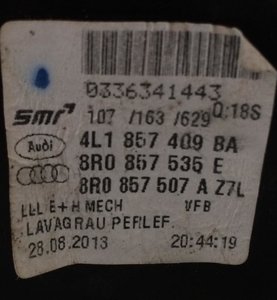 0336341443
smr 107 /163 /629 Q:18S
Audi 4L1 857 409 BA
8R0 857 535 E
8R0 857 507 A Z7L
LLL E+H MECH VFB
LAVAGRAU PERLEF
28.08.2013 20:44:19